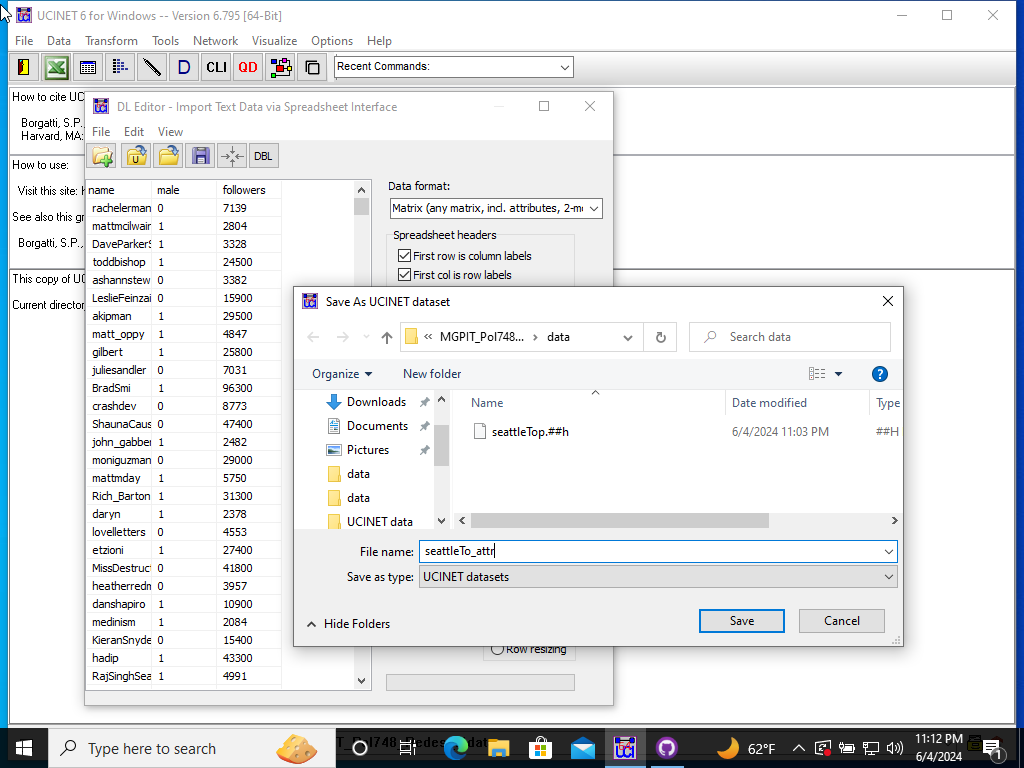 UCINET 6 for Windows -- Version 6.795 [64-Bit]
File Data Transform Tools Network Visualize Options Help
D CLI QD Recent Commands:
How to cite UC
Borgatti, S.P.
Harvard, MA:
How to use:
Visit this site:
See also this gr
Borgatti, S.P.,
This copy of UC
Current director
DL Editor - Import Text Data via Spreadsheet Interface
File Edit View
U DBL
name male followers
rachelerman 0 7139
mattmcilwair 1 2804
DaveParkerS 1 3328
toddbishop 1 24500
ashannstew 0 3382
LeslieFeinzai 0 15900
akipman 1 29500
matt_oppy 1 4847
gilbert 1 25800
juliesandler 0 7031
BradSmi 1 96300
crashdev 0 8773
ShaunaCaus 0 47400
john_gabber 1 2482
moniguzman 0 29000
mattmday 1 5750
Rich_Barton 1 31300
daryn 1 2378
lovelletters 0 4553
etzioni 1 27400
MissDestruc 0 41800
heatherredm 0 3957
danshapiro 1 10900
medinism 1 2084
KieranSnyde 0 15400
hadip 1 43300
RajSinghSea 1 4991
Data format:
Matrix (any matrix, incl. attributes, 2-m
Spreadsheet headers
First row is column labels
First col is row labels
Row resizing
Save As UCINET dataset
« MGPIT_Pol748... › data
Search data
Organize New folder
?
Downloads
Documents
Pictures
data
data
UCINET data
Name Date modified Type
seattleTop.##h 6/4/2024 11:03 PM ##H
File name: seattleTo_attr
Save as type: UCINET datasets
Hide Folders Save Cancel
Type here to search
UCI
62°F
11:12 PM
6/4/2024
1